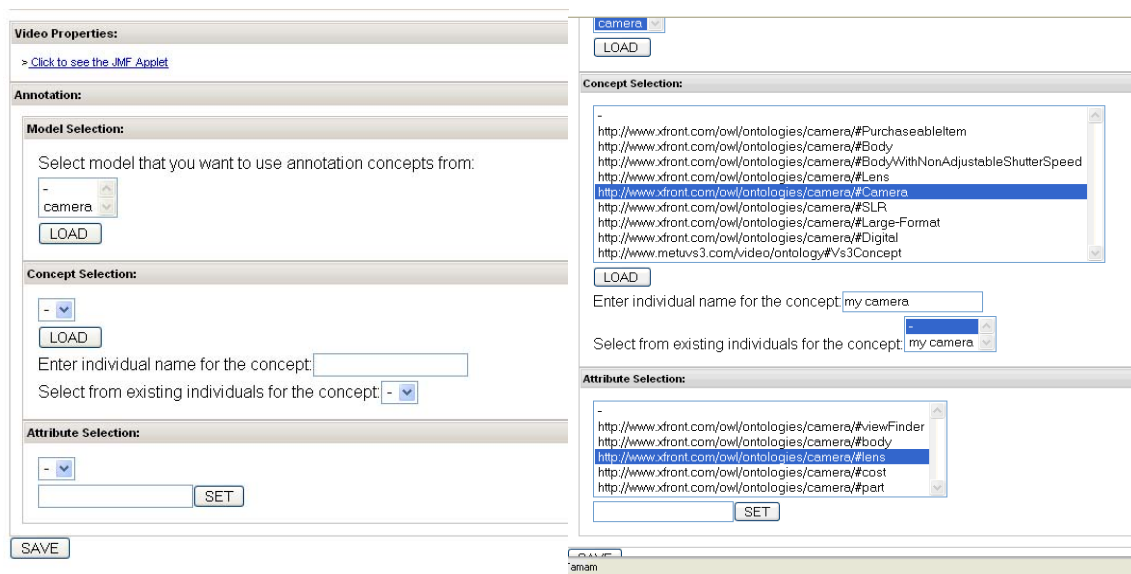 Video Properties:
> Click to see the JMF Applet
Annotation:
Model Selection:
Select model that you want to use annotation concepts from:
-
camera
LOAD
Concept Selection:
-
LOAD
Enter individual name for the concept:
Select from existing individuals for the concept: -
Attribute Selection:
-
SET
SAVE
camera
LOAD
Concept Selection:
-
http://www.xfront.com/owl/ontologies/camera/#PurchaseableItem
http://www.xfront.com/owl/ontologies/camera/#Body
http://www.xfront.com/owl/ontologies/camera/#BodyWithNonAdjustableShutterSpeed
http://www.xfront.com/owl/ontologies/camera/#Lens
http://www.xfront.com/owl/ontologies/camera/#Camera
http://www.xfront.com/owl/ontologies/camera/#SLR
http://www.xfront.com/owl/ontologies/camera/#Large-Format
http://www.xfront.com/owl/ontologies/camera/#Digital
http://www.metuvs3.com/video/ontology#Vs3Concept
LOAD
Enter individual name for the concept: my camera
-
Select from existing individuals for the concept: my camera
Attribute Selection:
-
http://www.xfront.com/owl/ontologies/camera/#viewFinder
http://www.xfront.com/owl/ontologies/camera/#body
http://www.xfront.com/owl/ontologies/camera/#lens
http://www.xfront.com/owl/ontologies/camera/#cost
http://www.xfront.com/owl/ontologies/camera/#part
SET
SAVE
Tamam